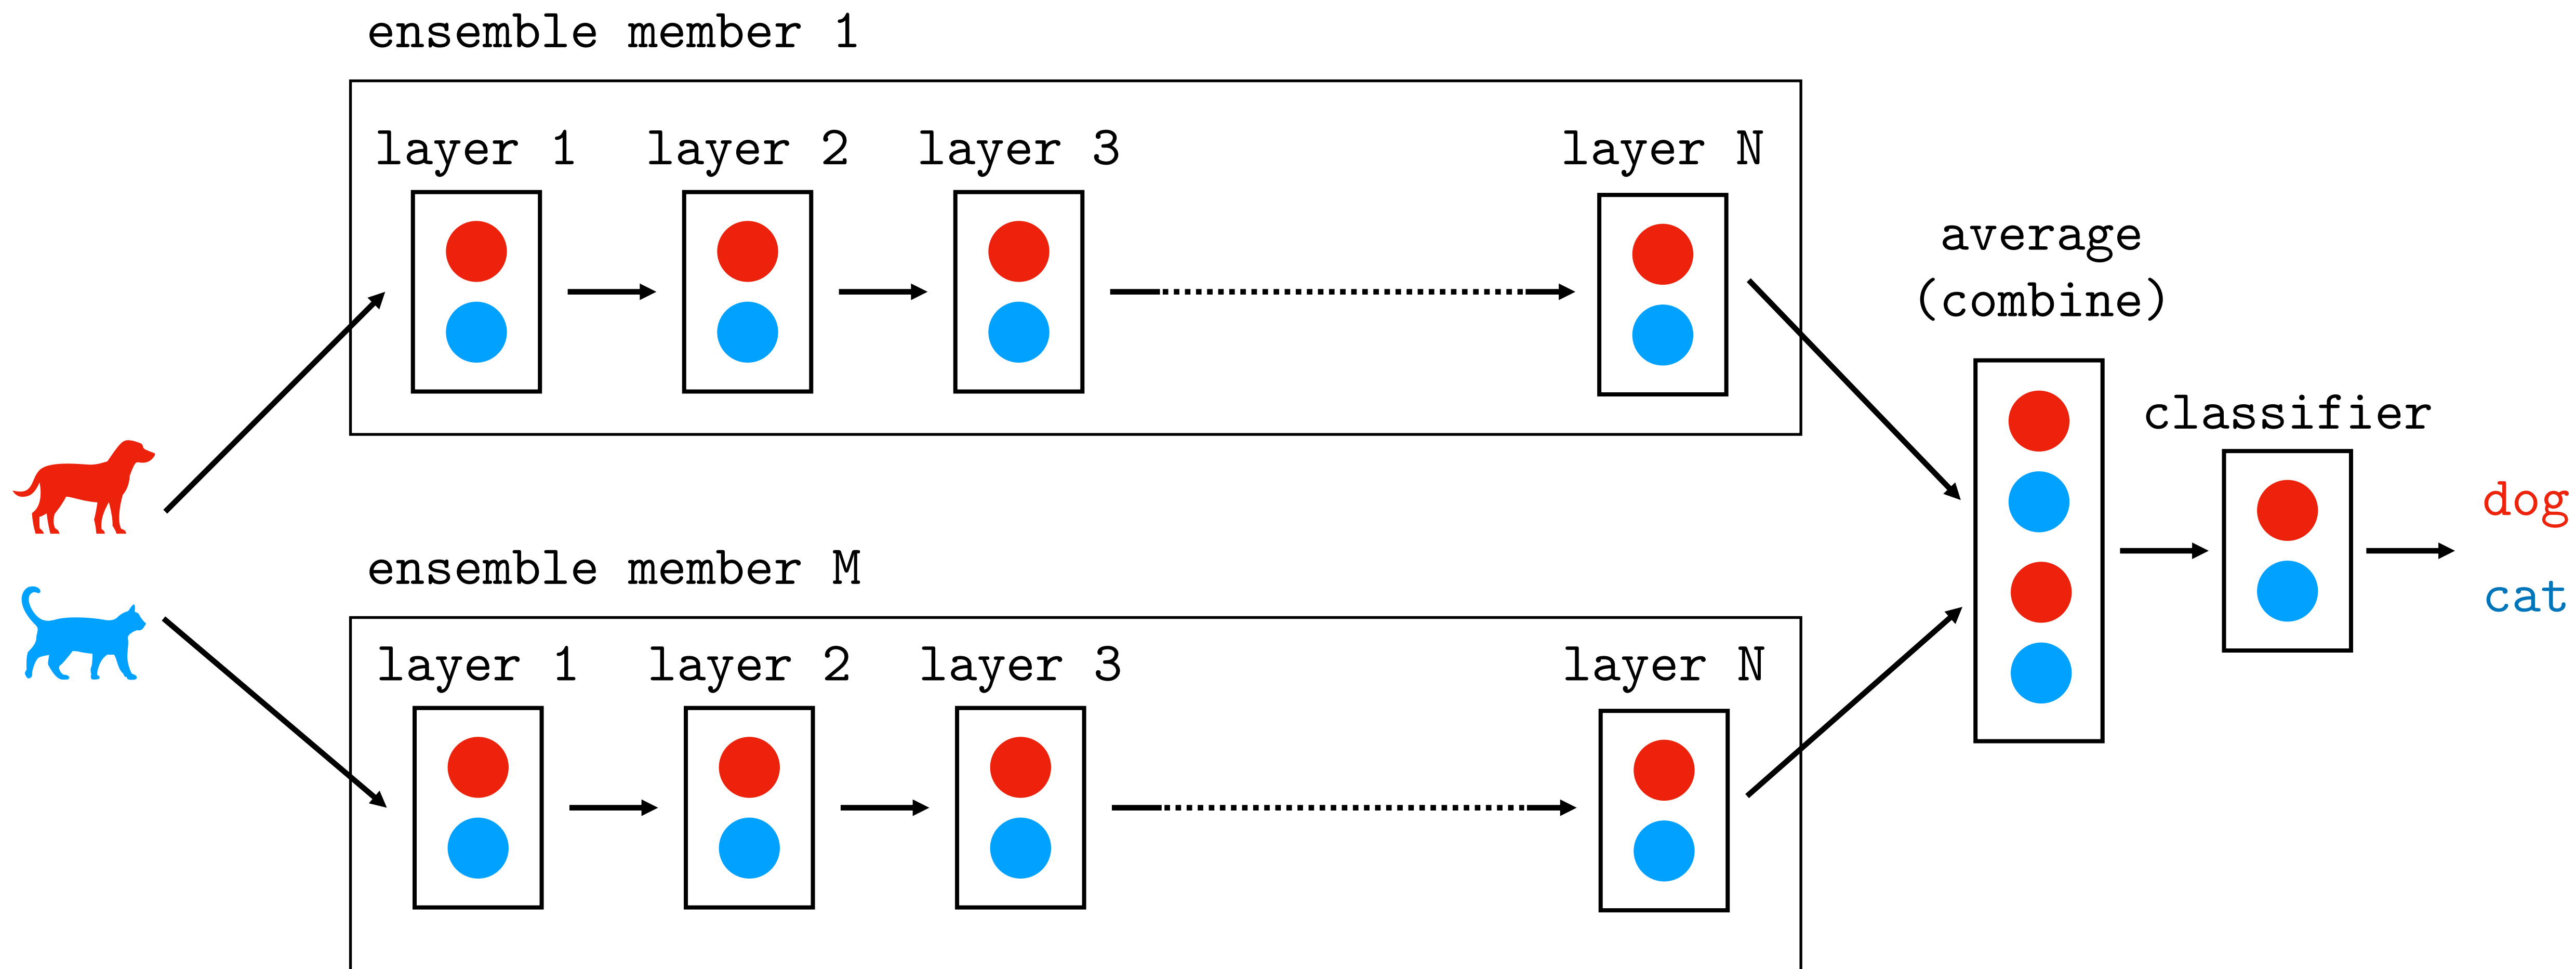 ensemble member 1
layer 1
layer 2
layer 3
layer N
average
(combine)
classifier
dog
cat
ensemble member M
layer 1
layer 2
layer 3
layer N